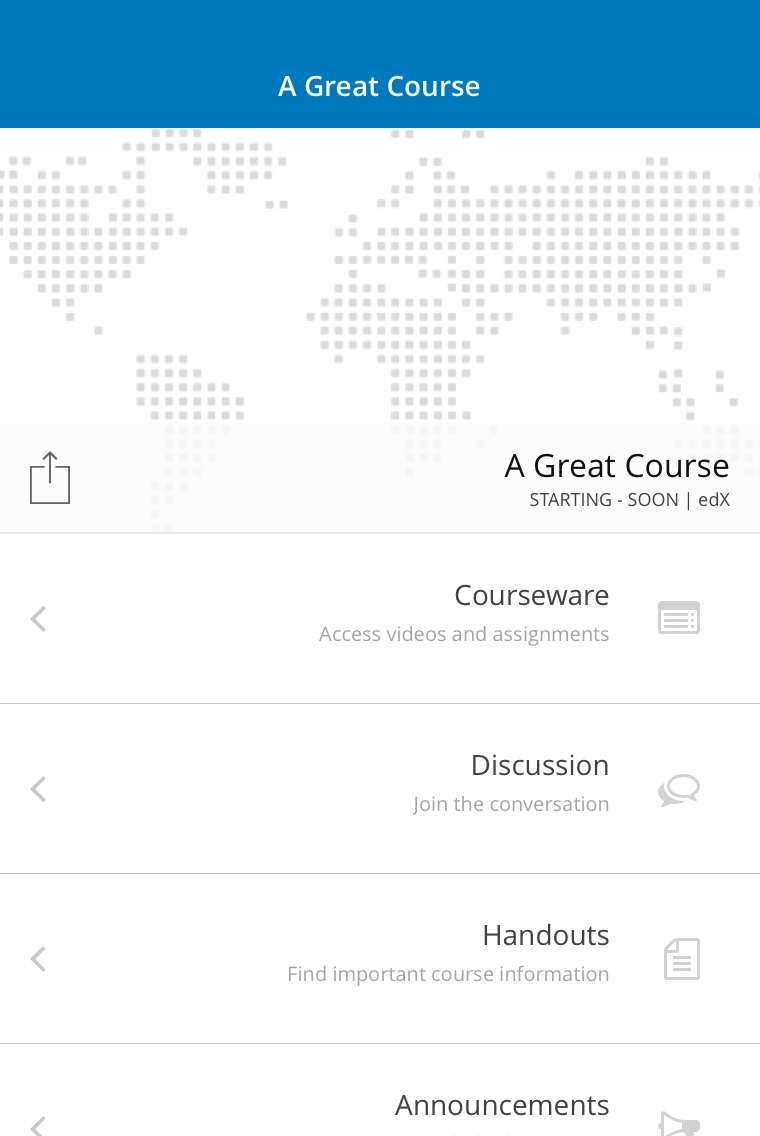 A Great Course
A Great Course
STARTING - SOON | edX
Courseware
Access videos and assignments
Discussion
Join the conversation
Handouts
Find important course information
Announcements